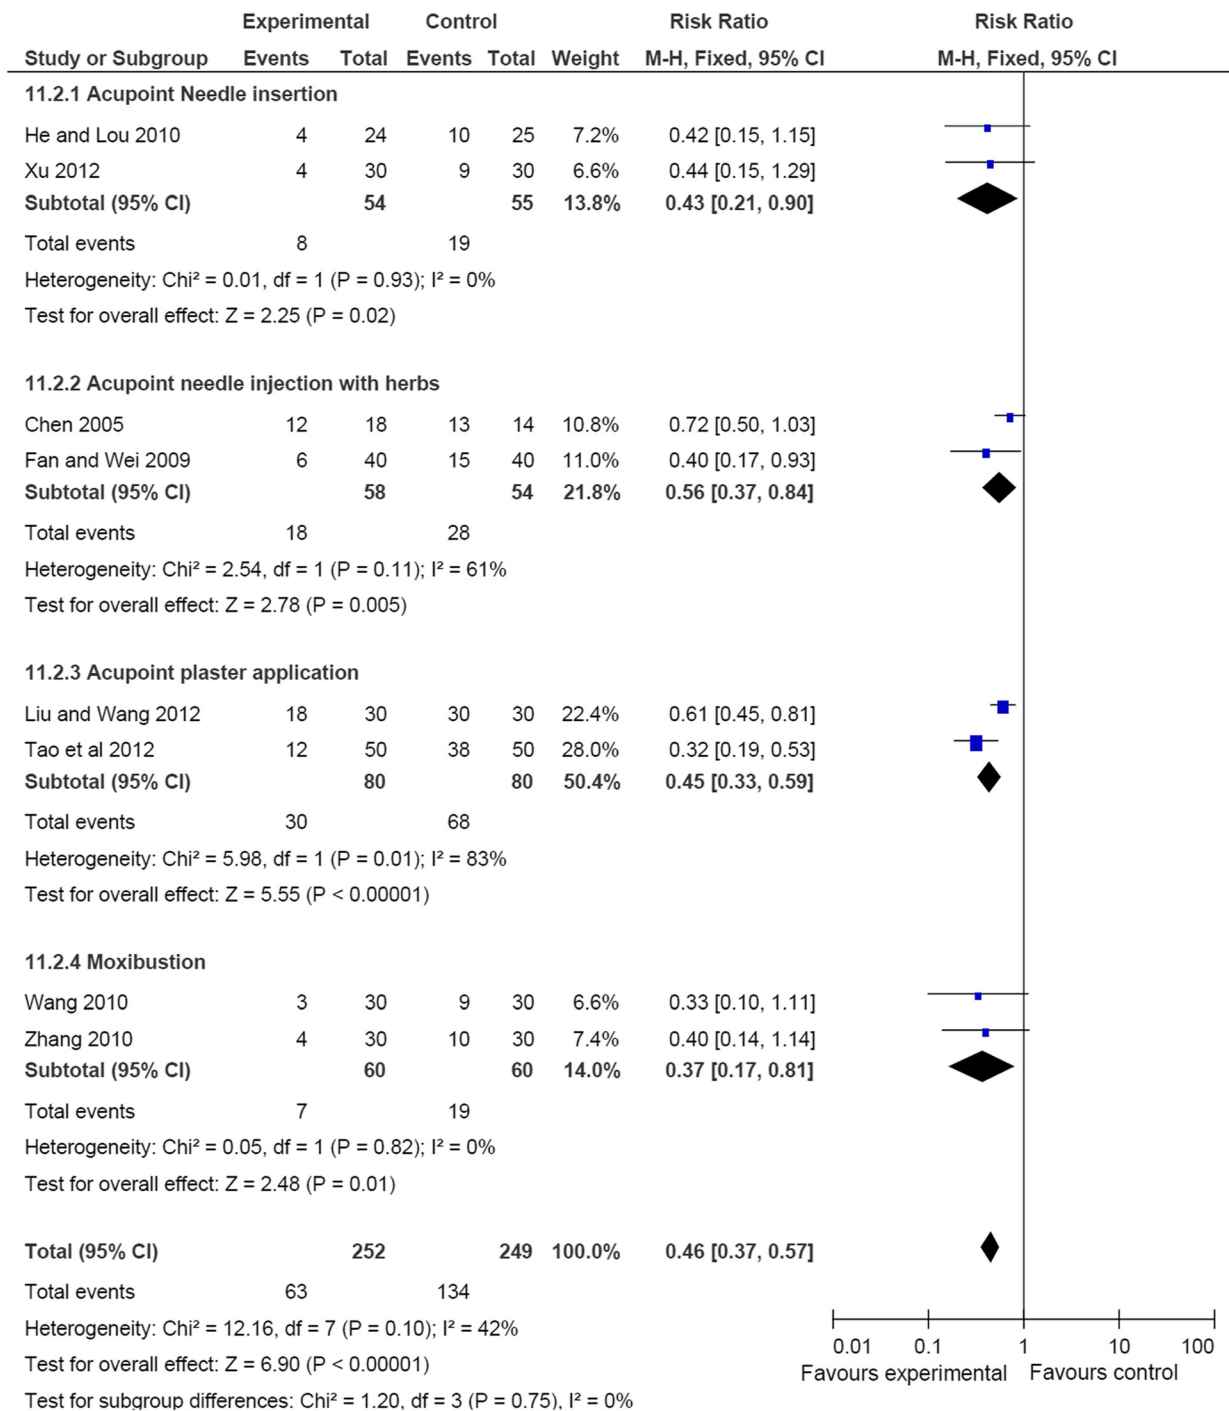 Experimental Control Risk Ratio Risk Ratio
Study or Subgroup Events Total Events Total Weight M-H, Fixed, 95% CI M-H, Fixed, 95% CI
11.2.1 Acupoint Needle insertion
He and Lou 2010 4 24 10 25 7.2% 0.42 [0.15, 1.15]
Xu 2012 4 30 9 30 6.6% 0.44 [0.15, 1.29]
Subtotal (95% CI) 54 55 13.8% 0.43 [0.21, 0.90]
Total events 8 19
Heterogeneity: Chi² = 0.01, df = 1 (P = 0.93); I² = 0%
Test for overall effect: Z = 2.25 (P = 0.02)
11.2.2 Acupoint needle injection with herbs
Chen 2005 12 18 13 14 10.8% 0.72 [0.50, 1.03]
Fan and Wei 2009 6 40 15 40 11.0% 0.40 [0.17, 0.93]
Subtotal (95% CI) 58 54 21.8% 0.56 [0.37, 0.84]
Total events 18 28
Heterogeneity: Chi² = 2.54, df = 1 (P = 0.11); I² = 61%
Test for overall effect: Z = 2.78 (P = 0.005)
11.2.3 Acupoint plaster application
Liu and Wang 2012 18 30 30 30 22.4% 0.61 [0.45, 0.81]
Tao et al 2012 12 50 38 50 28.0% 0.32 [0.19, 0.53]
Subtotal (95% CI) 80 80 50.4% 0.45 [0.33, 0.59]
Total events 30 68
Heterogeneity: Chi² = 5.98, df = 1 (P = 0.01); I² = 83%
Test for overall effect: Z = 5.55 (P < 0.00001)
11.2.4 Moxibustion
Wang 2010 3 30 9 30 6.6% 0.33 [0.10, 1.11]
Zhang 2010 4 30 10 30 7.4% 0.40 [0.14, 1.14]
Subtotal (95% CI) 60 60 14.0% 0.37 [0.17, 0.81]
Total events 7 19
Heterogeneity: Chi² = 0.05, df = 1 (P = 0.82); I² = 0%
Test for overall effect: Z = 2.48 (P = 0.01)
Total (95% CI) 252 249 100.0% 0.46 [0.37, 0.57]
Total events 63 134
Heterogeneity: Chi² = 12.16, df = 7 (P = 0.10); I² = 42%
Test for overall effect: Z = 6.90 (P < 0.00001)
Test for subgroup differences: Chi² = 1.20, df = 3 (P = 0.75), I² = 0%
0.01 0.1 1 10 100
Favours experimental Favours control